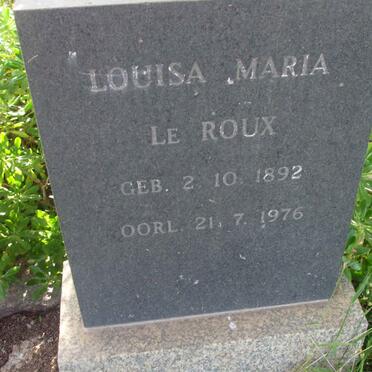 LOUISA MARIA
LE ROUX
GEB. 2. 10. 1892
OORL. 21. 7. 1976